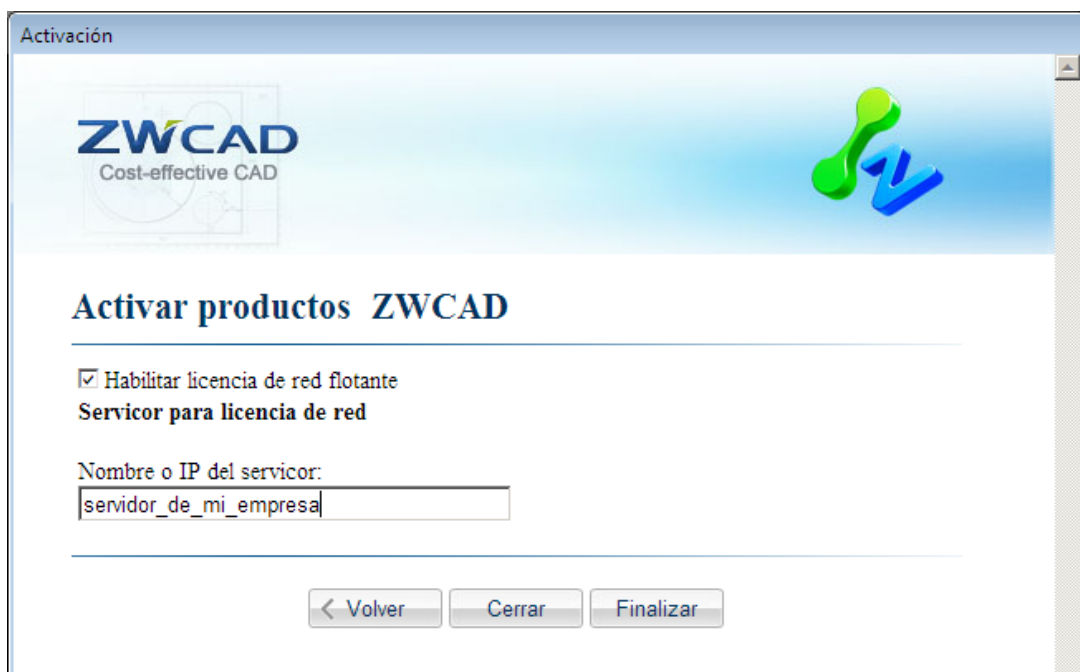 Activación
ZWCAD
Cost-effective CAD
Activar productos ZWCAD
Habilitar licencia de red flotante
Servicor para licencia de red
Nombre o IP del servicor:
servidor_de_mi_empresa
Volver Cerrar Finalizar